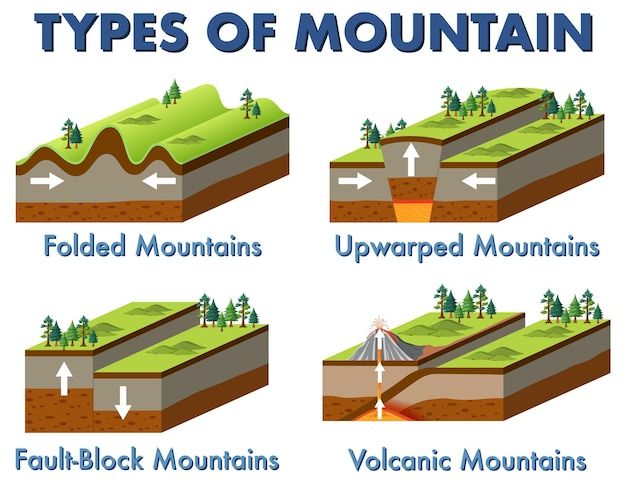 TYPES OF MOUNTAIN
Folded Mountains
Upwarped Mountains
Fault-Block Mountains
Volcanic Mountains